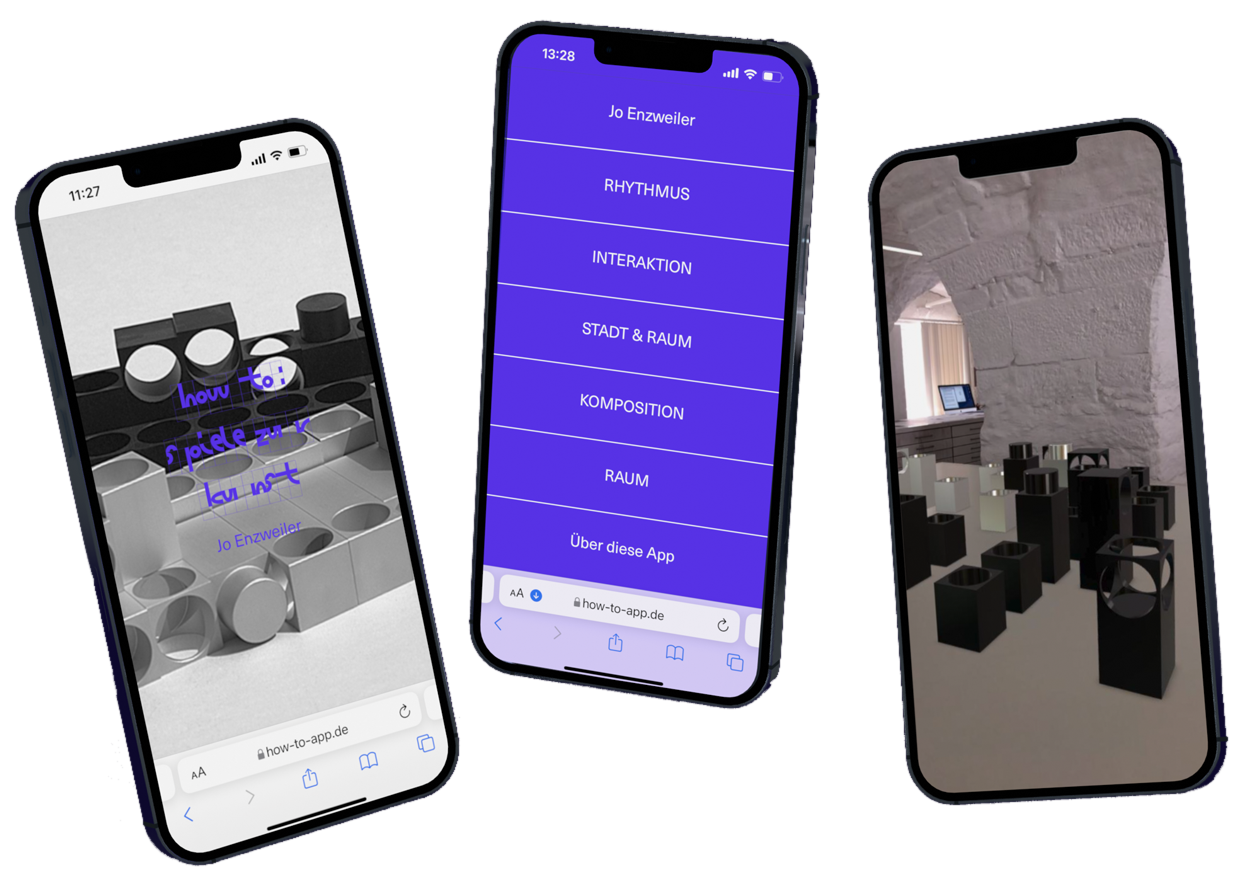 11:27
how to:
spiele zu r
kunst
Jo Enzweiler
AA
how-to-app.de
13:28
Jo Enzweiler
RHYTHMUS
INTERAKTION
STADT & RAUM
KOMPOSITION
RAUM
Über diese App
AA
how-to-app.de